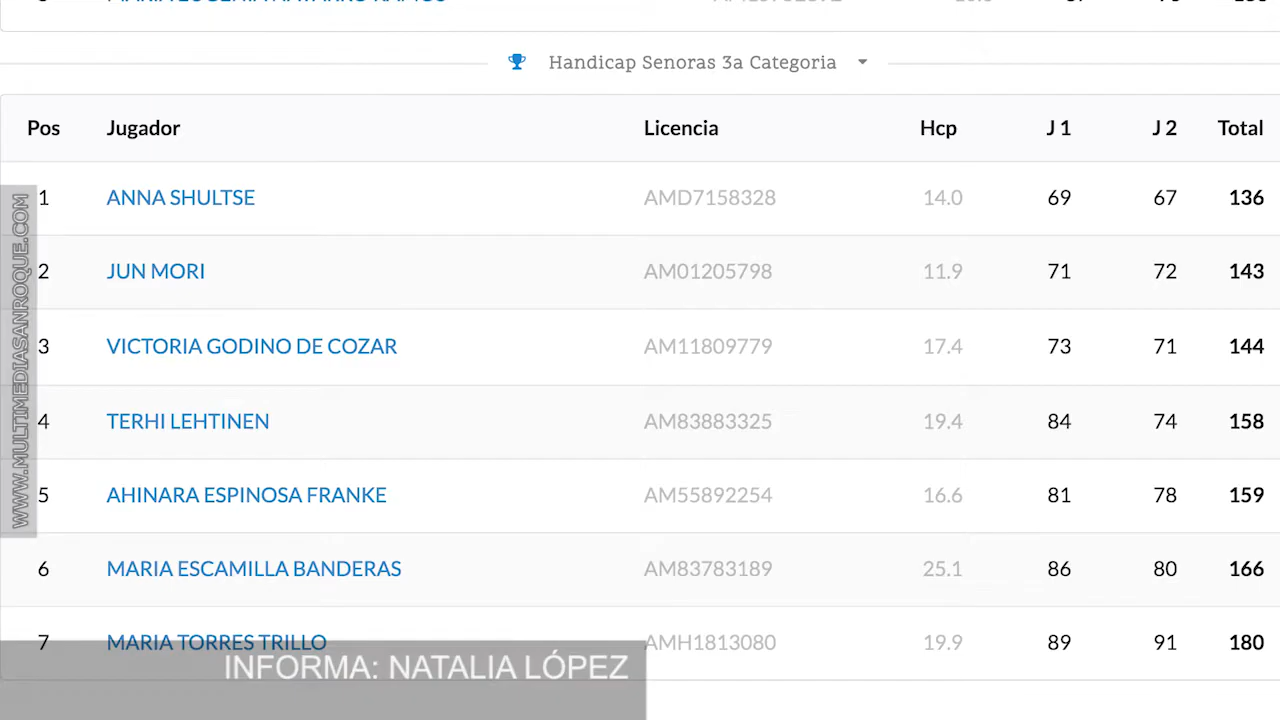 Handicap Senoras 3a Categoria
Pos Jugador Licencia Hcp J 1 J 2 Total
1 ANNA SHULTSE AMD7158328 14.0 69 67 136
2 JUN MORI AM01205798 11.9 71 72 143
3 VICTORIA GODINO DE COZAR AM11809779 17.4 73 71 144
4 TERHI LEHTINEN AM83883325 19.4 84 74 158
5 AHINARA ESPINOSA FRANKE AM55892254 16.6 81 78 159
6 MARIA ESCAMILLA BANDERAS AM83783189 25.1 86 80 166
7 MARIA TORRES TRILLO AMH1813080 19.9 89 91 180
INFORMA: NATALIA LÓPEZ
WWW.MULTIMEDIASANROQUE.COM